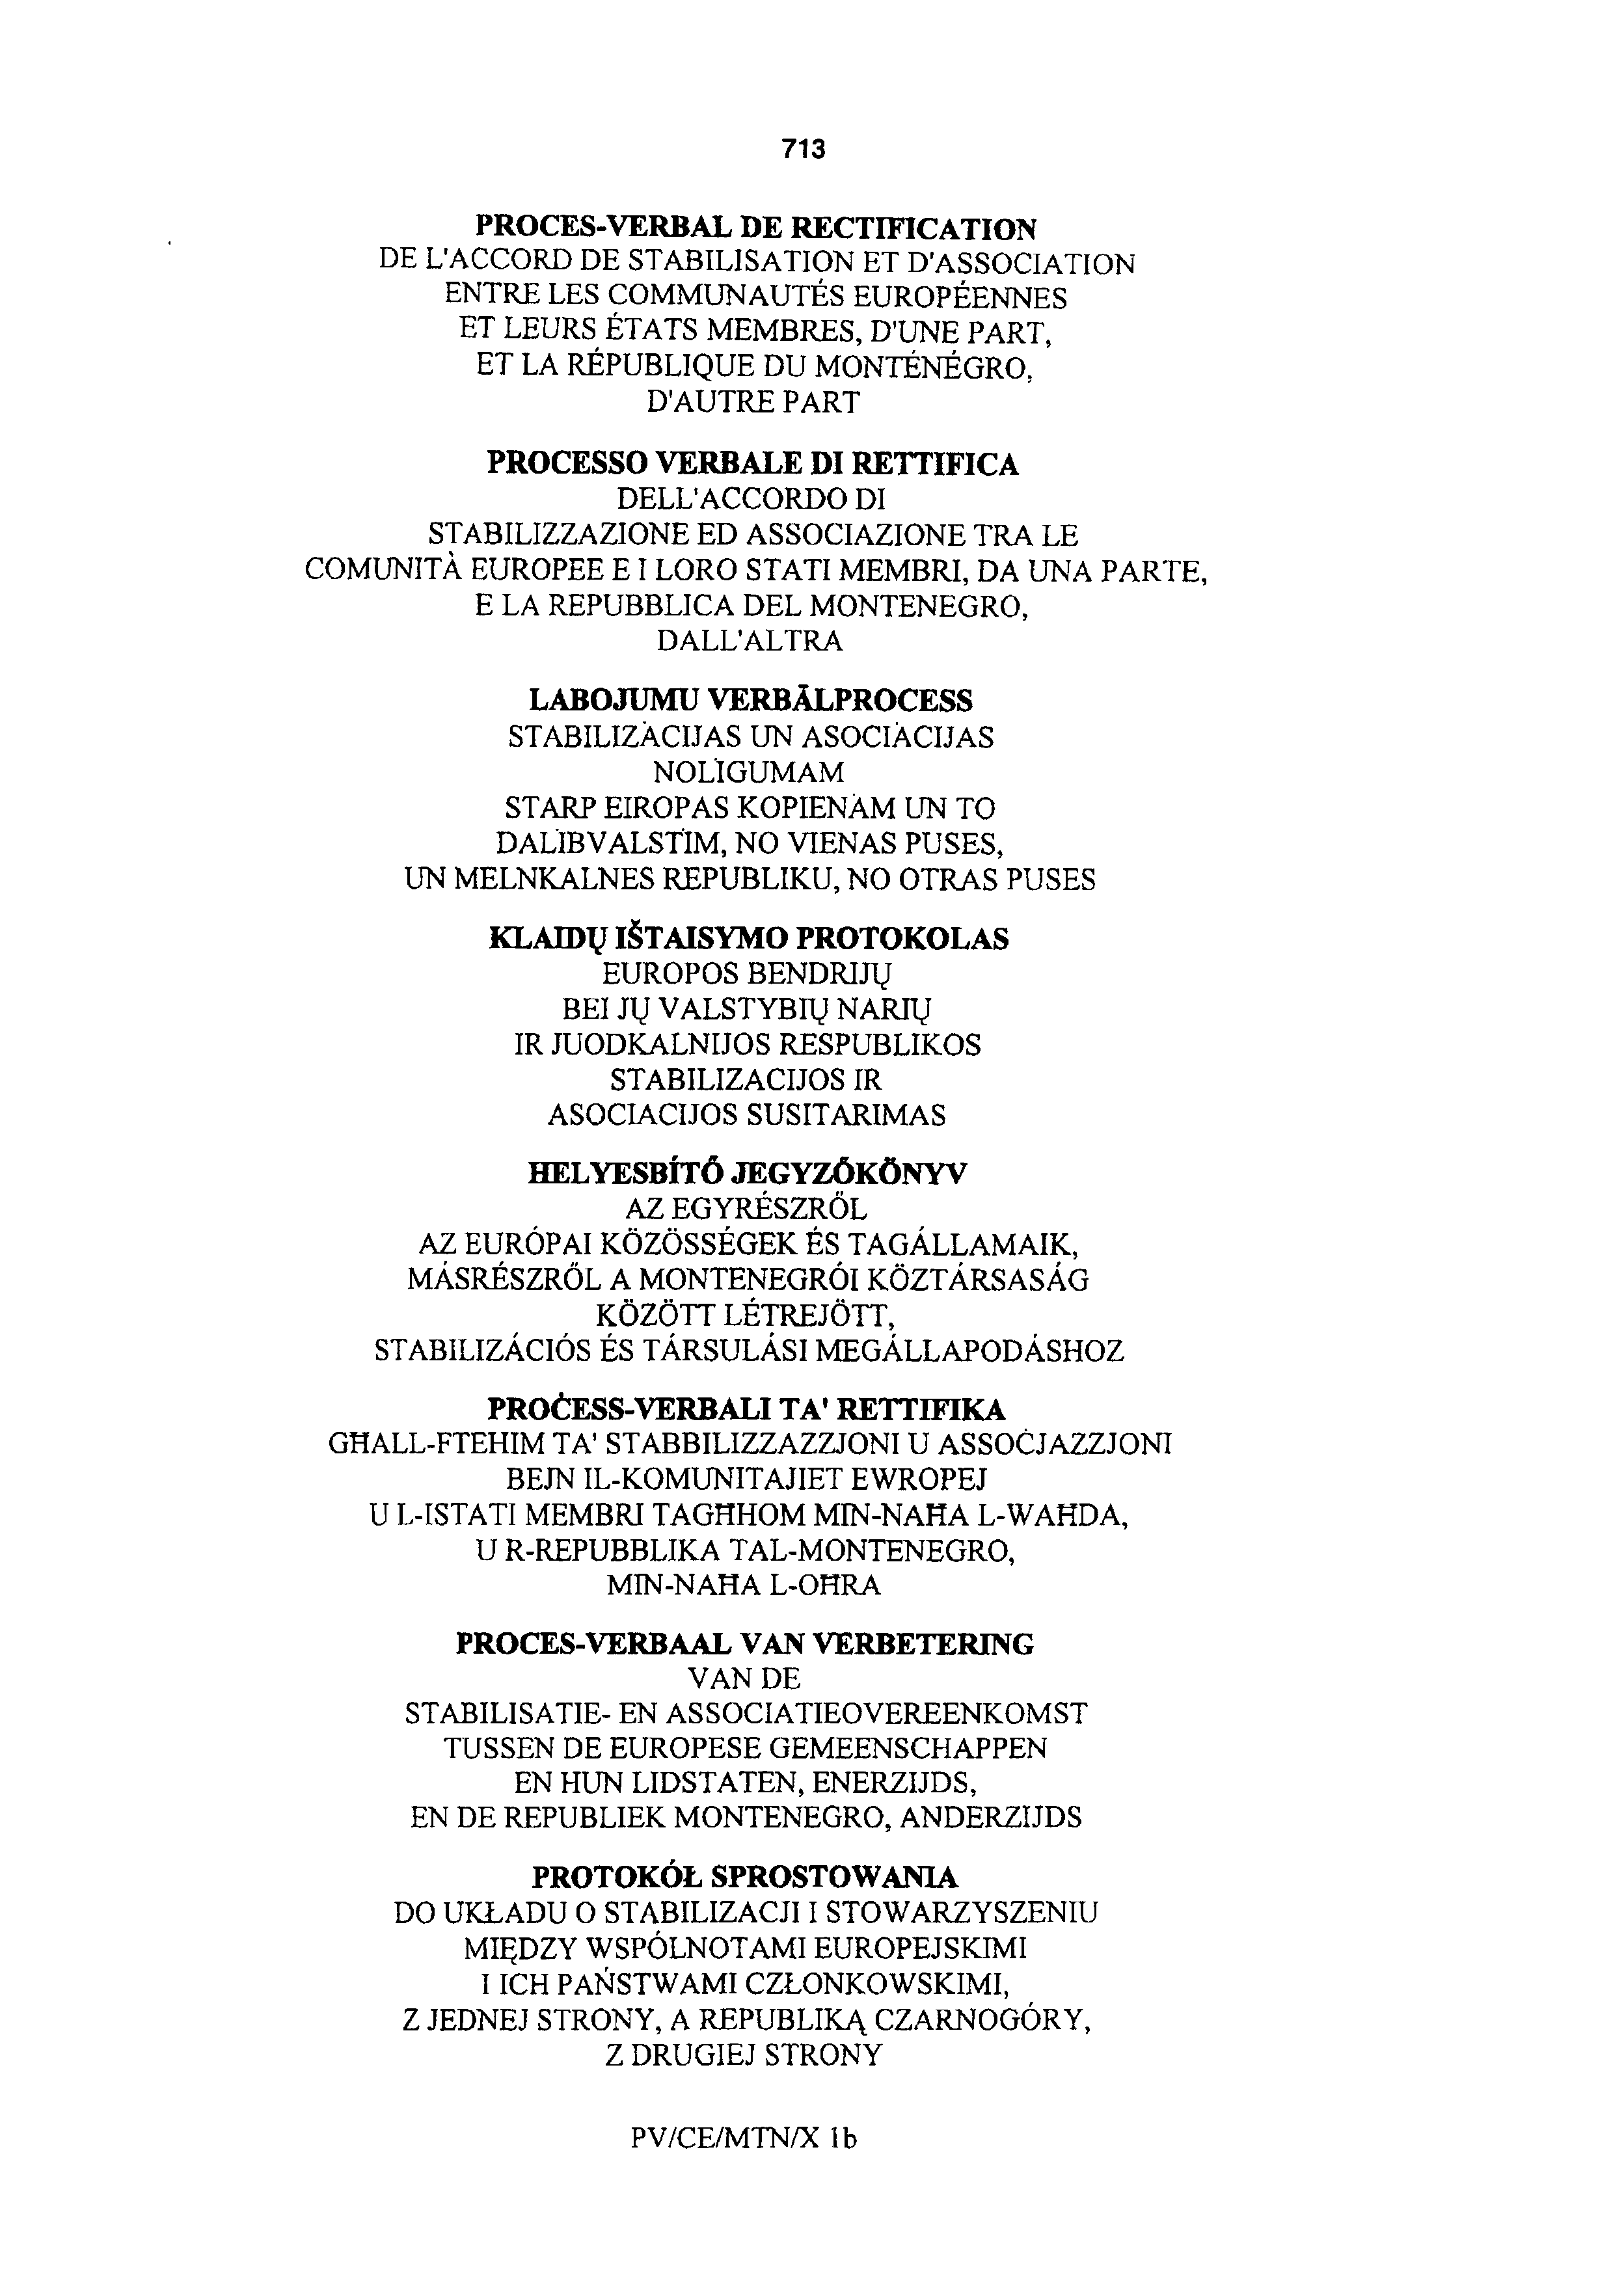 713
PROCES-VERBAL DE RECTIFICATION
DE L'ACCORD DE STABILISATION ET D'ASSOCIATION
ENTRE LES COMMUNAUTÉS EUROPÉENNES
ET LEURS ÉTATS MEMBRES, D'UNE PART,
ET LA RÉPUBLIQUE DU MONTÉNÉGRO,
D'AUTRE PART
PROCESSO VERBALE DI RETTIFICA
DELL'ACCORDO DI
STABILIZZAZIONE ED ASSOCIAZIONE TRA LE
COMUNITÀ EUROPEE E I LORO STATI MEMBRI, DA UNA PARTE,
E LA REPUBBLICA DEL MONTENEGRO,
DALL'ALTRA
LABOJUMU VERBĀLPROCESS
STABILIZĀCIJAS UN ASOCIĀCIJAS
NOLĪGUMAM
STARP EIROPAS KOPIENĀM UN TO
DALĪBVALSTĪM, NO VIENAS PUSES,
UN MELNKALNES REPUBLIKU, NO OTRAS PUSES
KLAIDŲ IŠTAISYMO PROTOKOLAS
EUROPOS BENDRIJŲ
BEI JŲ VALSTYBIŲ NARIŲ
IR JUODKALNIJOS RESPUBLIKOS
STABILIZACIJOS IR
ASOCIACIJOS SUSITARIMAS
HELYESBÍTŐ JEGYZŐKÖNYV
AZ EGYRÉSZRŐL
AZ EURÓPAI KÖZÖSSÉGEK ÉS TAGÁLLAMAIK,
MÁSRÉSZRŐL A MONTENEGRÓI KÖZTÁRSASÁG
KÖZÖTT LÉTREJÖTT,
STABILIZÁCIÓS ÉS TÁRSULÁSI MEGÁLLAPODÁSHOZ
PROĊESS-VERBALI TA' RETTIFIKA
GĦALL-FTEHIM TA' STABBILIZZAZZJONI U ASSOĊJAZZJONI
BEJN IL-KOMUNITAJIET EWROPEJ
U L-ISTATI MEMBRI TAGĦHOM MIN-NAĦA L-WAĦDA,
U R-REPUBBLIKA TAL-MONTENEGRO,
MIN-NAĦA L-OĦRA
PROCES-VERBAAL VAN VERBETERING
VAN DE
STABILISATIE- EN ASSOCIATIEOVEREENKOMST
TUSSEN DE EUROPESE GEMEENSCHAPPEN
EN HUN LIDSTATEN, ENERZIJDS,
EN DE REPUBLIEK MONTENEGRO, ANDERZIJDS
PROTOKÓŁ SPROSTOWANIA
DO UKŁADU O STABILIZACJI I STOWARZYSZENIU
MIĘDZY WSPÓLNOTAMI EUROPEJSKIMI
I ICH PAŃSTWAMI CZŁONKOWSKIMI,
Z JEDNEJ STRONY, A REPUBLIKĄ CZARNOGÓRY,
Z DRUGIEJ STRONY
PV/CE/MTN/X 1b